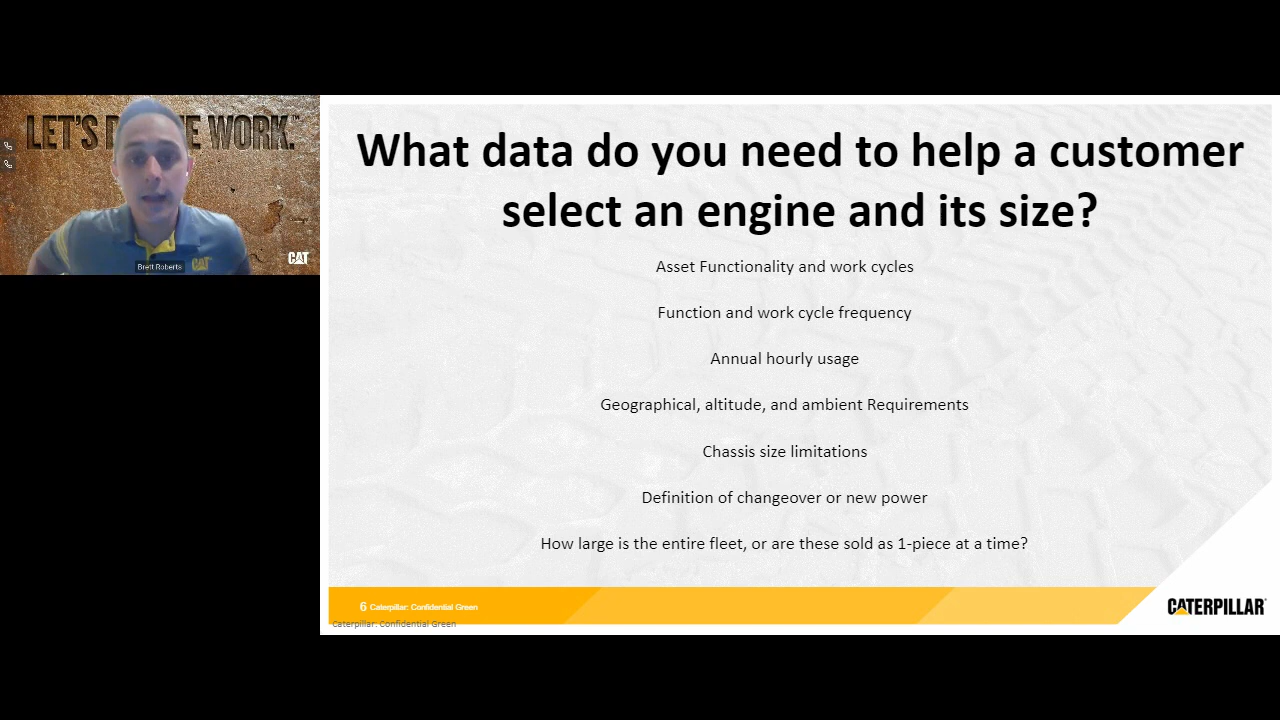 LET'S E WORK.
CAT
CAT
Brett Roberts
What data do you need to help a customer
select an engine and its size?
Asset Functionality and work cycles
Function and work cycle frequency
Annual hourly usage
Geographical, altitude, and ambient Requirements
Chassis size limitations
Definition of changeover or new power
How large is the entire fleet, or are these sold as 1-piece at a time?
6 Caterpillar: Confidential Green
Caterpillar: Confidential Green
CATERPILLAR®